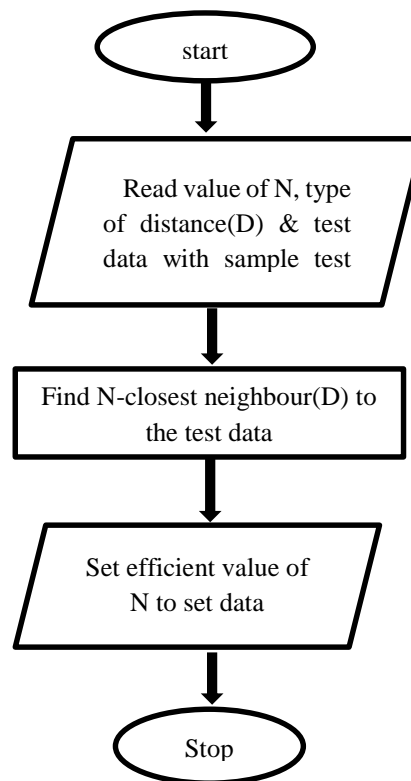 start
Read value of N, type
of distance(D) & test
data with sample test
Find N-closest neighbour(D) to
the test data
Set efficient value of
N to set data
Stop